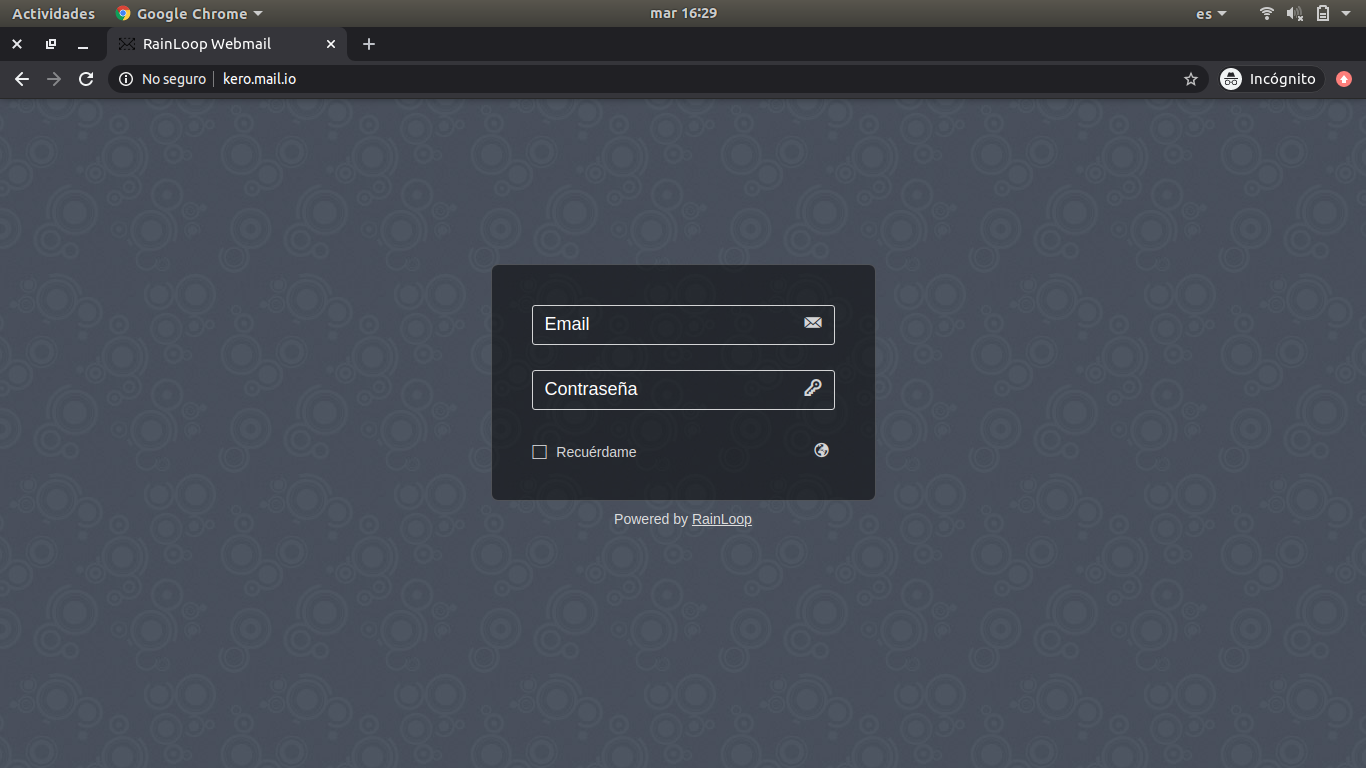 Actividades Google Chrome mar 16:29 es
RainLoop Webmail
No seguro kero.mail.io Incógnito
Email
Contraseña
Recuérdame
Powered by RainLoop